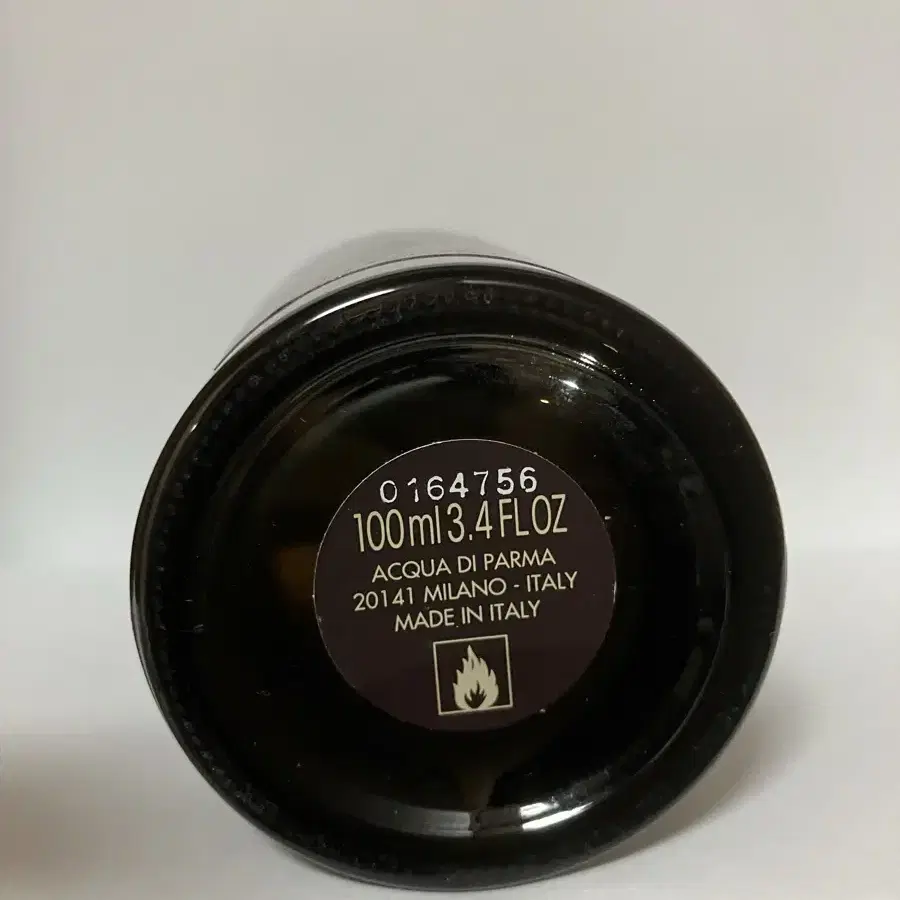 0164756
100ml 3.4 FL OZ
ACQUA DI PARMA
20141 MILANO - ITALY
MADE IN ITALY